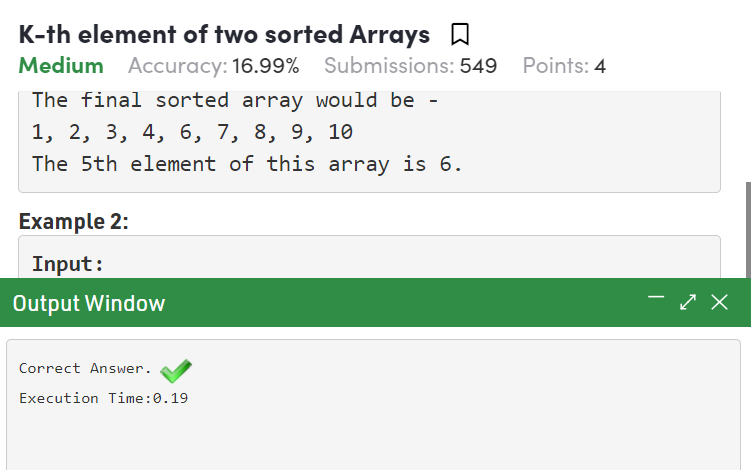 K-th element of two sorted Arrays
Medium Accuracy: 16.99% Submissions: 549 Points: 4
The final sorted array would be -
1, 2, 3, 4, 6, 7, 8, 9, 10
The 5th element of this array is 6.
Example 2:
Input:
Output Window
Correct Answer.
Execution Time:0.19